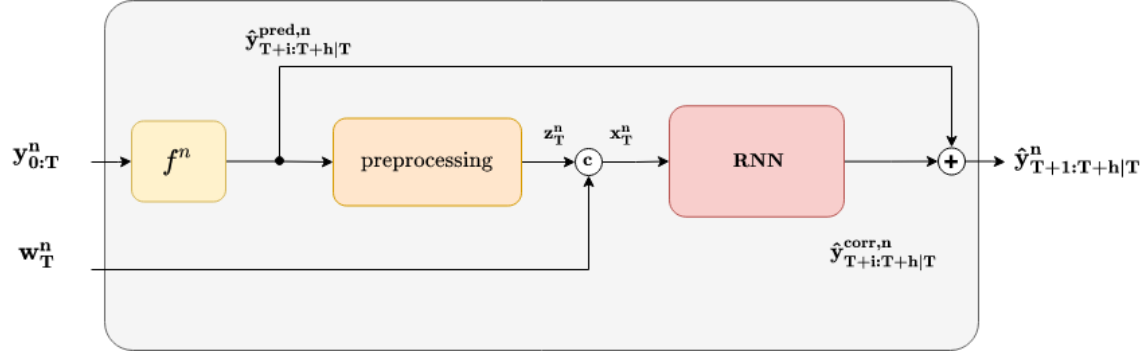 ŷ^{pred,n}_{T+i:T+h|T}
y^n_{0:T}
f^n
preprocessing
z^n_T
c
x^n_T
RNN
+
ŷ^n_{T+1:T+h|T}
w^n_T
ŷ^{corr,n}_{T+i:T+h|T}